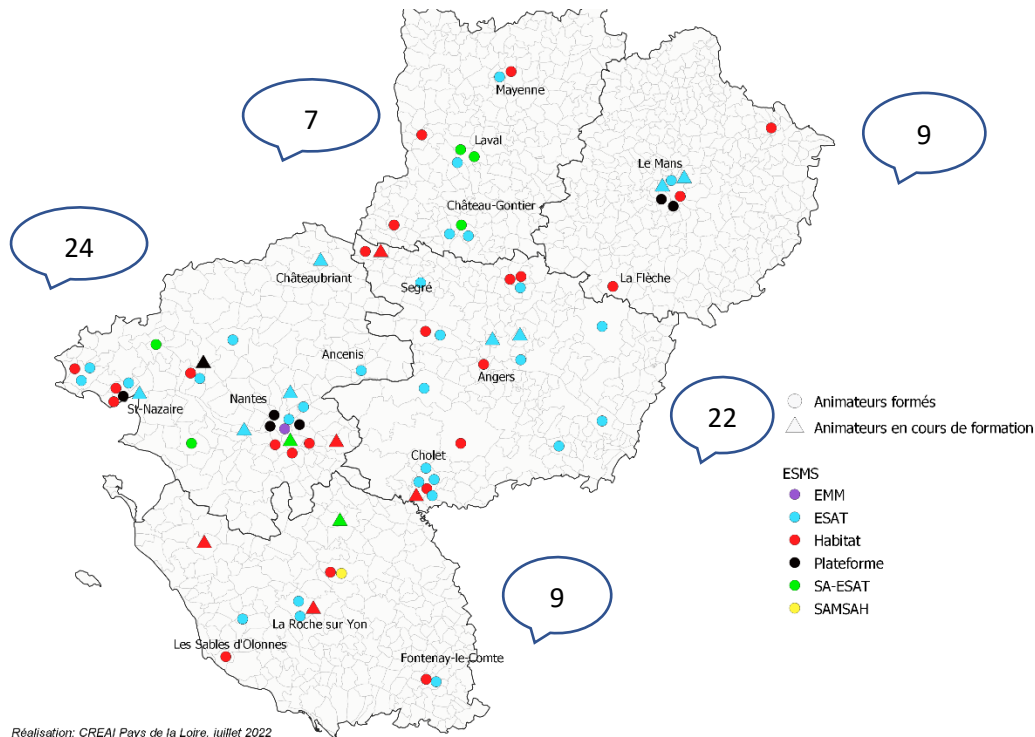 Mayenne
7
9
Laval
Le Mans
Château-Gontier
24
Châteaubriant
Segré
La Flèche
Ancenis
Angers
Nantes
St-Nazaire
22
Animateurs formés
Animateurs en cours de formation
Cholet
ESMS
EMM
ESAT
Habitat
Plateforme
SA-ESAT
SAMSAH
9
La Roche sur Yon
Les Sables d'Olonnes
Fontenay-le-Comte
Réalisation: CREAI Pays de la Loire, juillet 2022